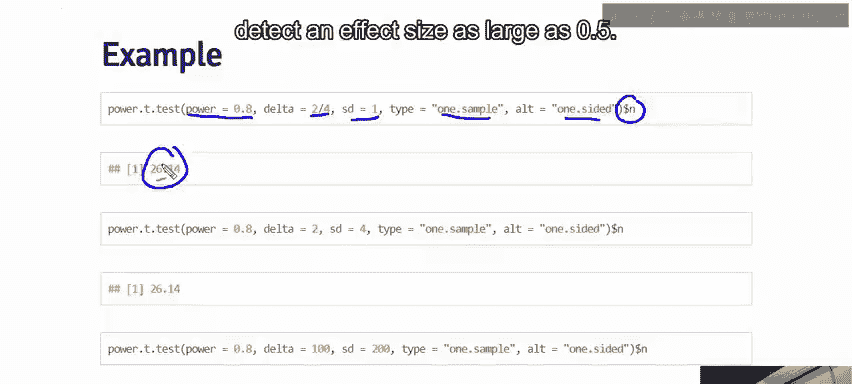 detect an effect size as large as 0.5.
Example
power.t.test(power = 0.8, delta = 2/4, sd = 1, type = "one.sample", alt = "one.sided")$n
## [1] 26.14
power.t.test(power = 0.8, delta = 2, sd = 4, type = "one.sample", alt = "one.sided")$n
## [1] 26.14
power.t.test(power = 0.8, delta = 100, sd = 200, type = "one.sample", alt = "one.sided")$n